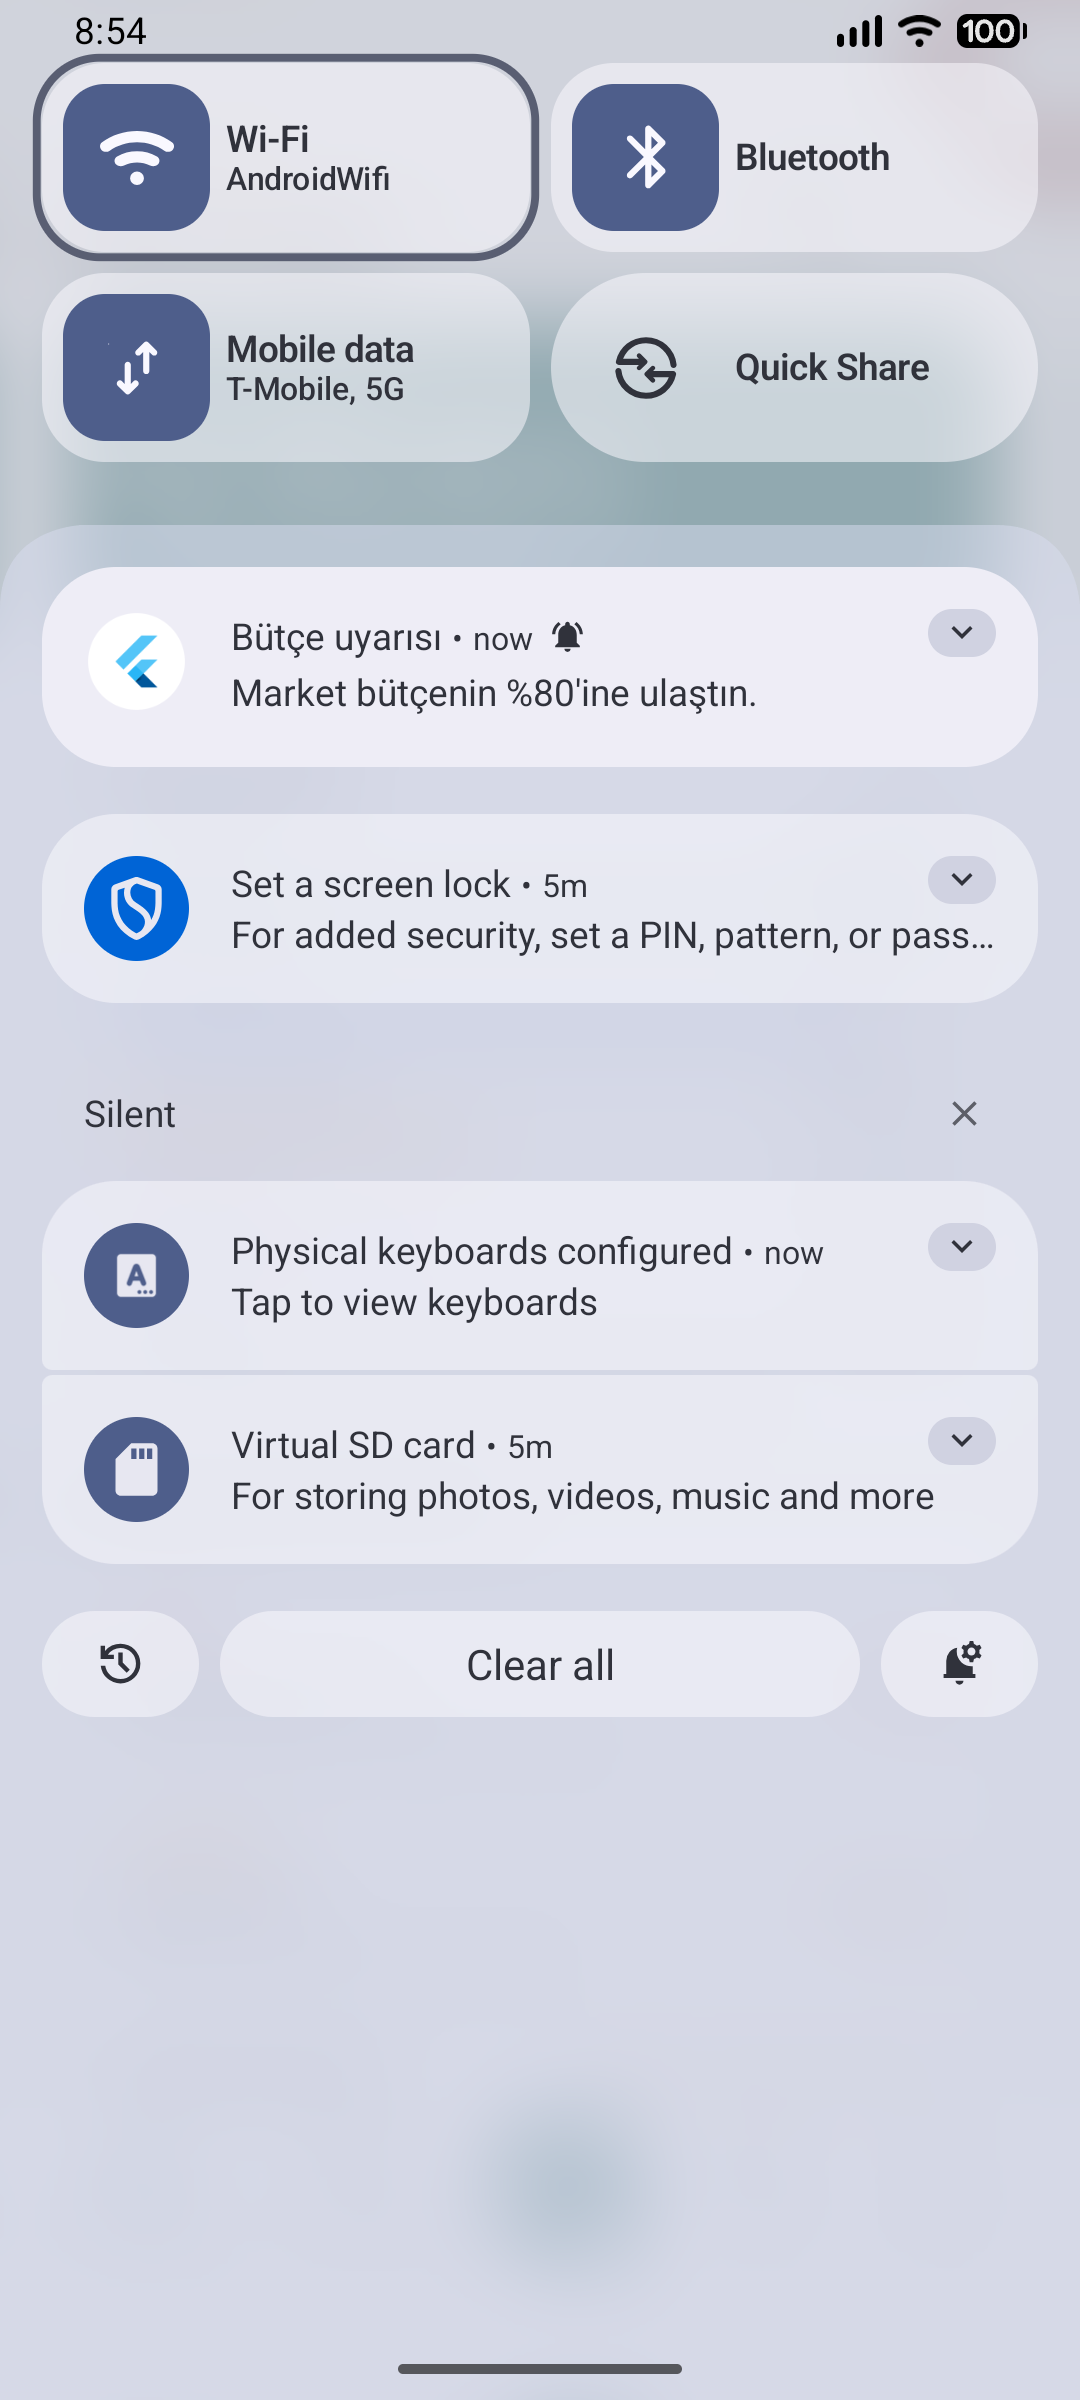 8:54
100
Wi-Fi
AndroidWifi
Bluetooth
Mobile data
T-Mobile, 5G
Quick Share
Bütçe uyarısı • now
Market bütçenin %80'ine ulaştın.
Set a screen lock • 5m
For added security, set a PIN, pattern, or pass…
Silent
Physical keyboards configured • now
Tap to view keyboards
Virtual SD card • 5m
For storing photos, videos, music and more
Clear all